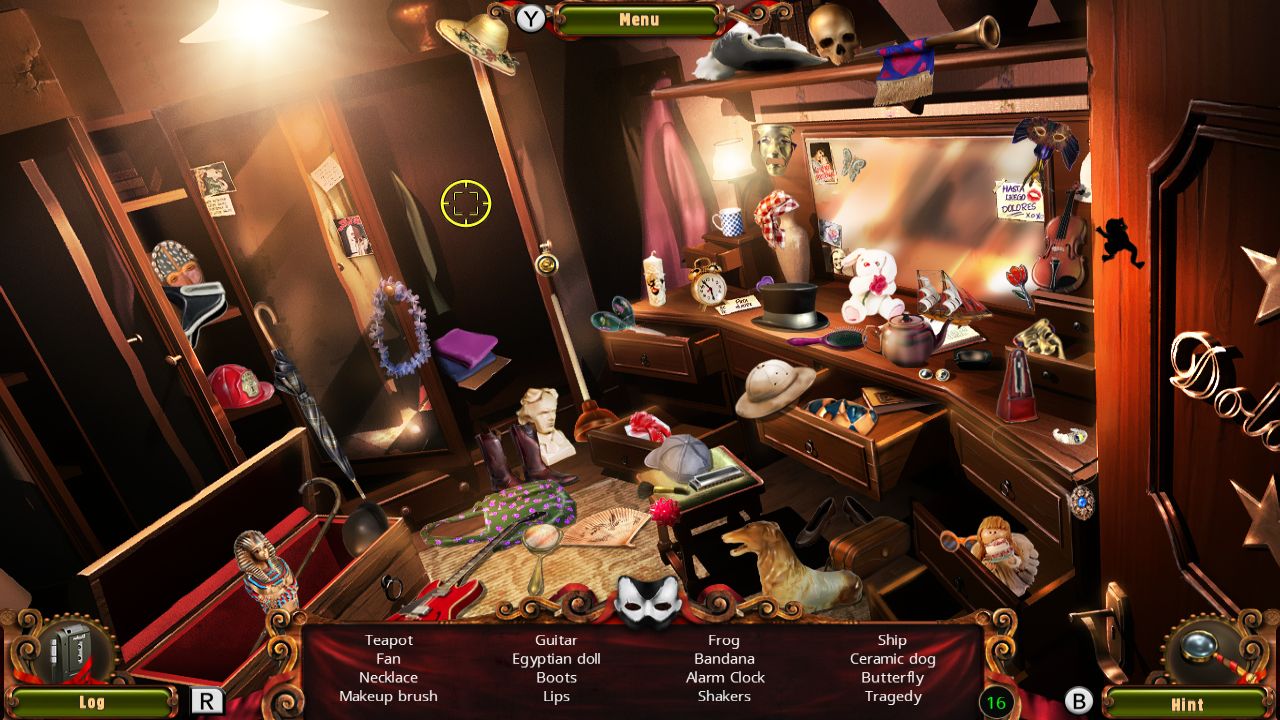 Y
Menu
HASTA
LUEGO
DOLORES
XOX
Teapot
Guitar
Frog
Ship
Fan
Egyptian doll
Bandana
Ceramic dog
Necklace
Boots
Alarm Clock
Butterfly
Makeup brush
Lips
Shakers
Tragedy
16
Log
R
B
Hint